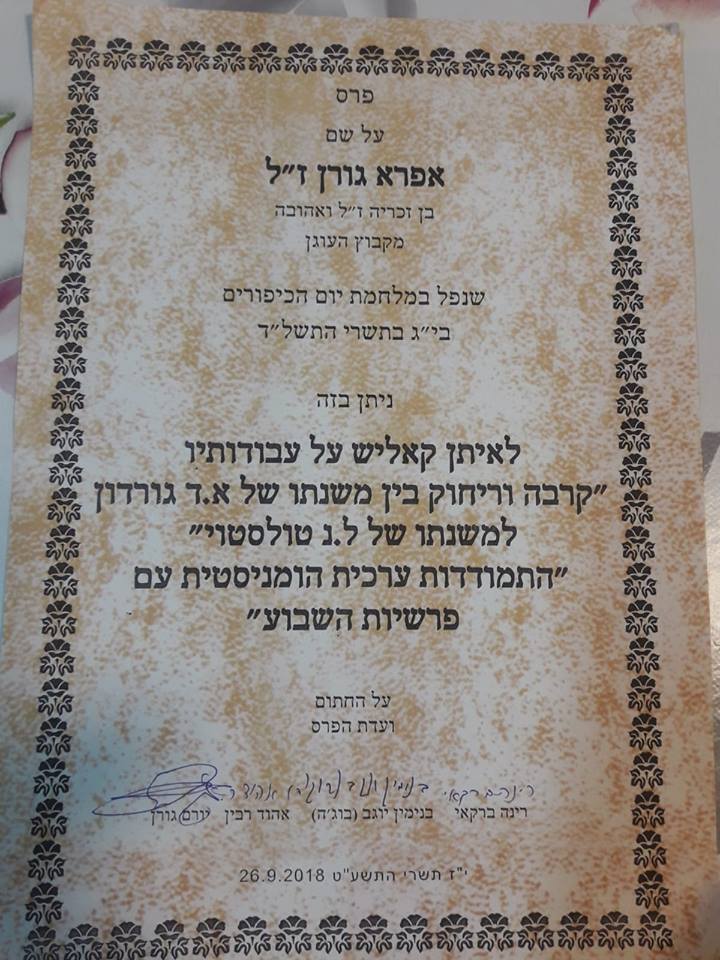 פרס
על שם
אפרא גורן ז״ל
בן זכריה ז״ל ואהובה
מקבוץ העוגן
שנפל במלחמת יום הכיפורים
בי״ג בתשרי התשל״ד
ניתן בזה
לאיתן קאליש על עבודותיו
״קרבה וריחוק בין משנתו של א.ד גורדון
למשנתו של ל.נ טולסטוי״
״התמודדות ערכית הומניסטית עם
פרשיות השבוע״
על החתום
ועדת הפרס
רינה ברקאי בנימין יוגב (בוג׳ה) אהוד רבין יורם גורן
י״ז תשרי התשע״ט 26.9.2018